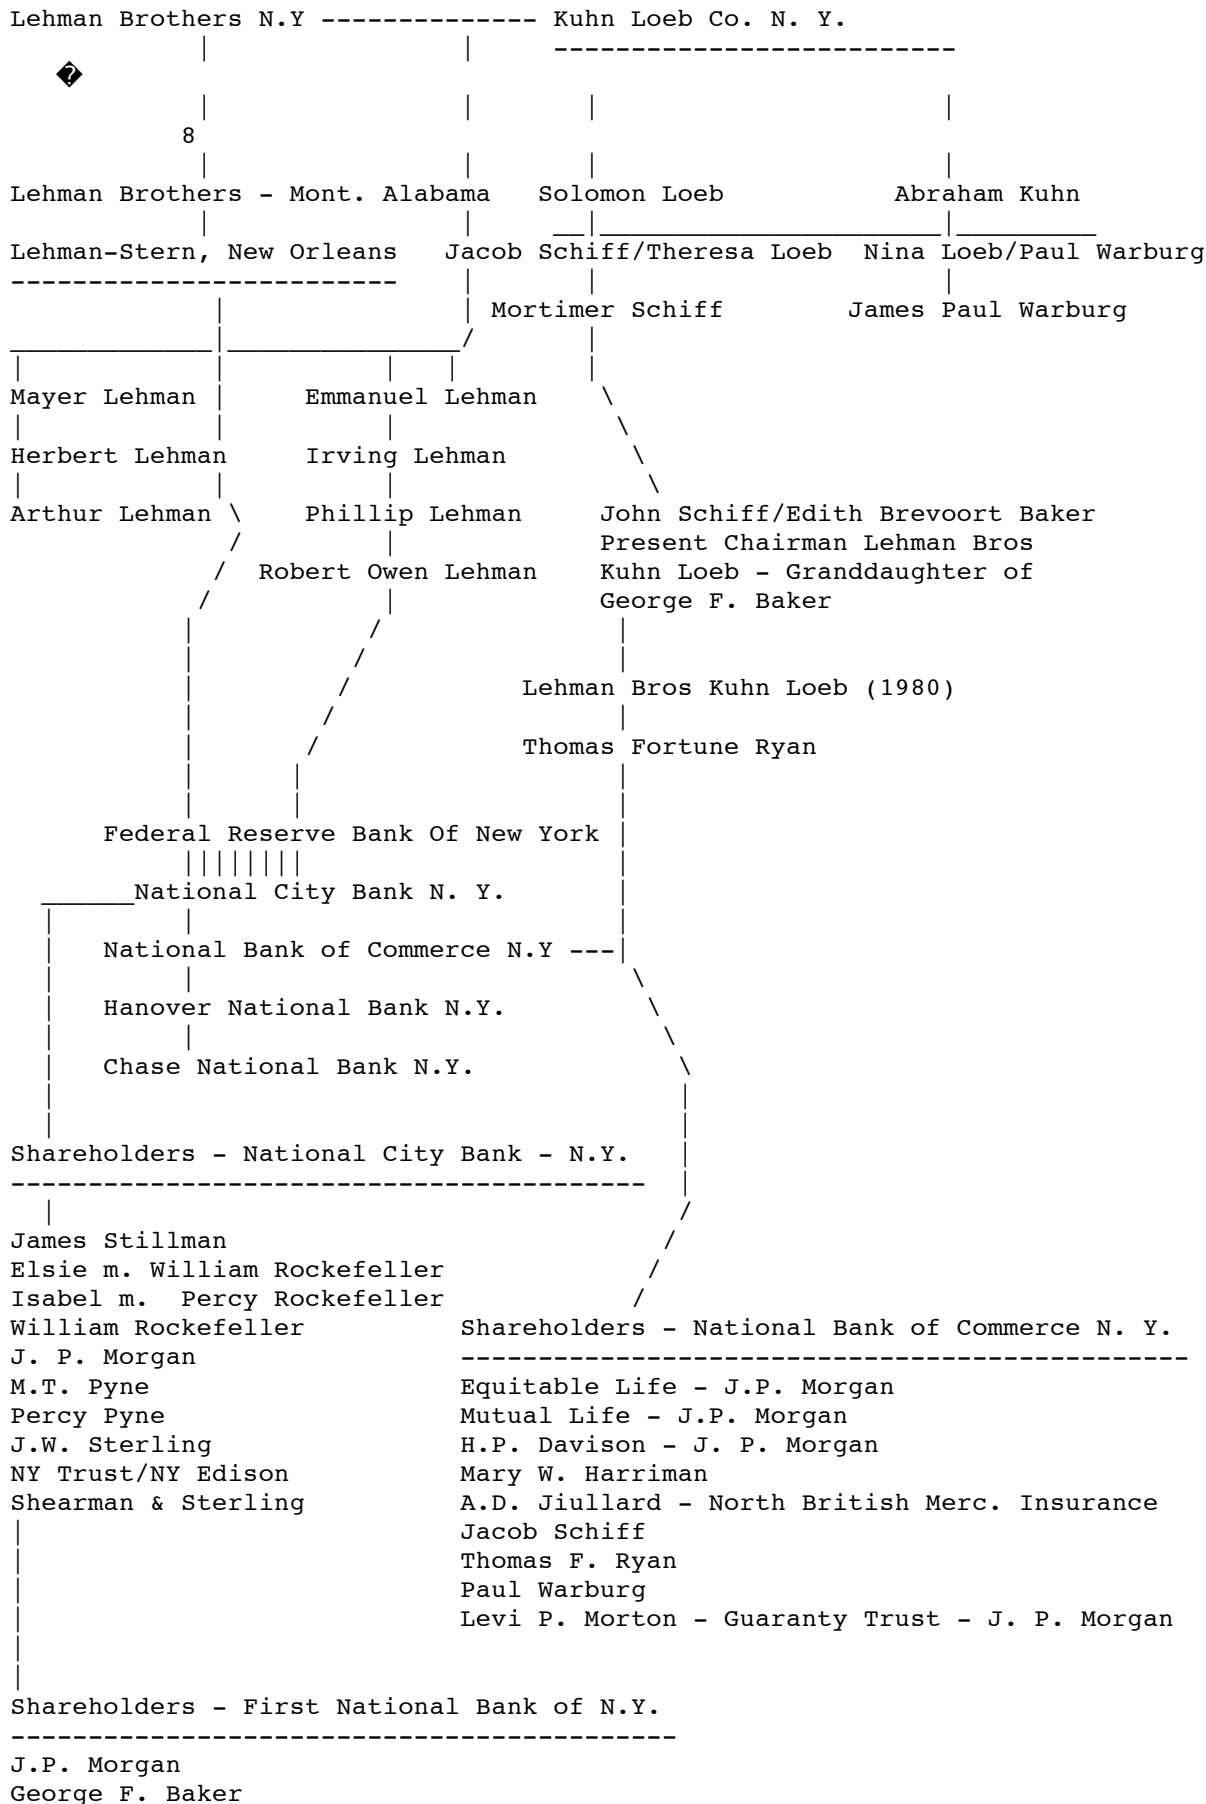 Lehman Brothers N.Y -------------- Kuhn Loeb Co. N. Y.
8
Lehman Brothers - Mont. Alabama Solomon Loeb Abraham Kuhn
Lehman-Stern, New Orleans Jacob Schiff/Theresa Loeb Nina Loeb/Paul Warburg
Mortimer Schiff James Paul Warburg
Mayer Lehman Emmanuel Lehman
Herbert Lehman Irving Lehman
Arthur Lehman Phillip Lehman John Schiff/Edith Brevoort Baker
Present Chairman Lehman Bros
Robert Owen Lehman Kuhn Loeb - Granddaughter of
George F. Baker
Lehman Bros Kuhn Loeb (1980)
Thomas Fortune Ryan
Federal Reserve Bank Of New York
National City Bank N. Y.
National Bank of Commerce N.Y ---
Hanover National Bank N.Y.
Chase National Bank N.Y.
Shareholders - National City Bank - N.Y.
James Stillman
Elsie m. William Rockefeller
Isabel m. Percy Rockefeller
William Rockefeller Shareholders - National Bank of Commerce N. Y.
J. P. Morgan
M.T. Pyne Equitable Life - J.P. Morgan
Percy Pyne Mutual Life - J.P. Morgan
J.W. Sterling H.P. Davison - J. P. Morgan
NY Trust/NY Edison Mary W. Harriman
Shearman & Sterling A.D. Jiullard - North British Merc. Insurance
Jacob Schiff
Thomas F. Ryan
Paul Warburg
Levi P. Morton - Guaranty Trust - J. P. Morgan
Shareholders - First National Bank of N.Y.
J.P. Morgan
George F. Baker